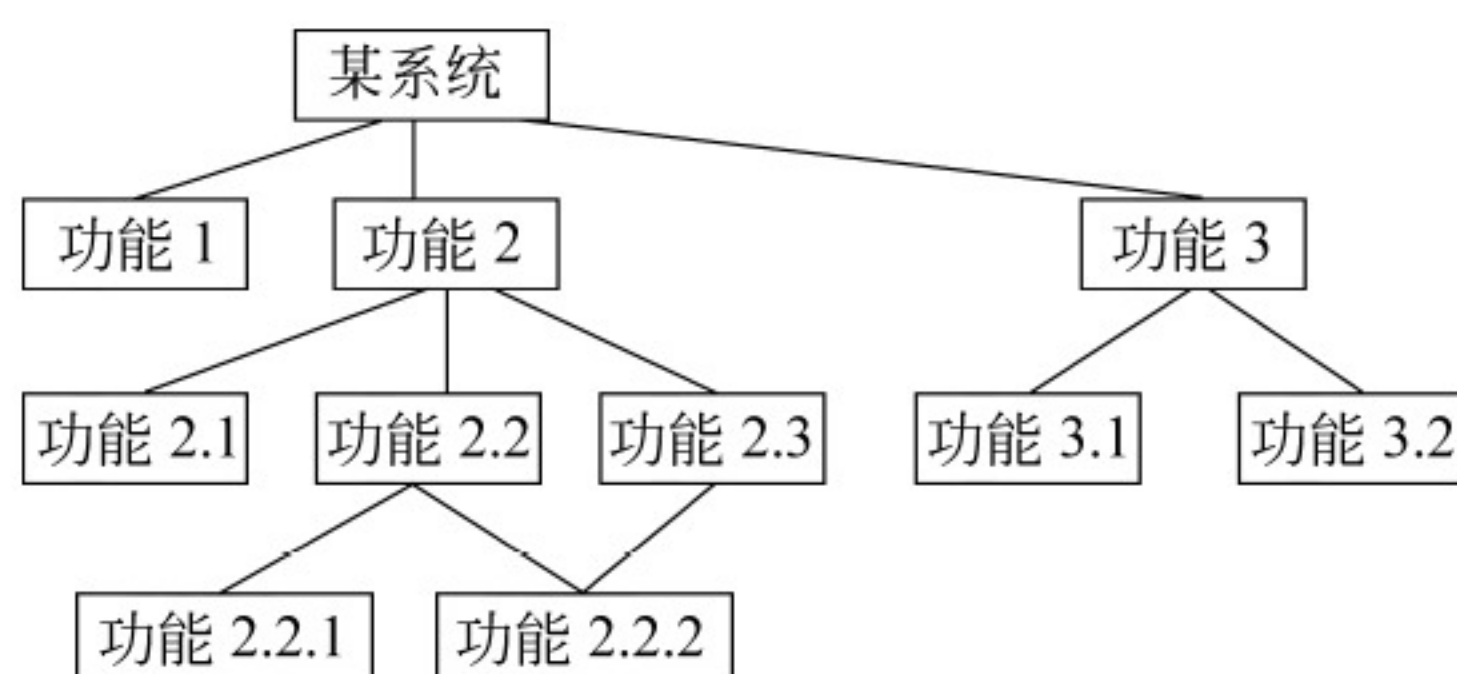 某系统
功能 1
功能 2
功能 3
功能 2.1
功能 2.2
功能 2.3
功能 3.1
功能 3.2
功能 2.2.1
功能 2.2.2